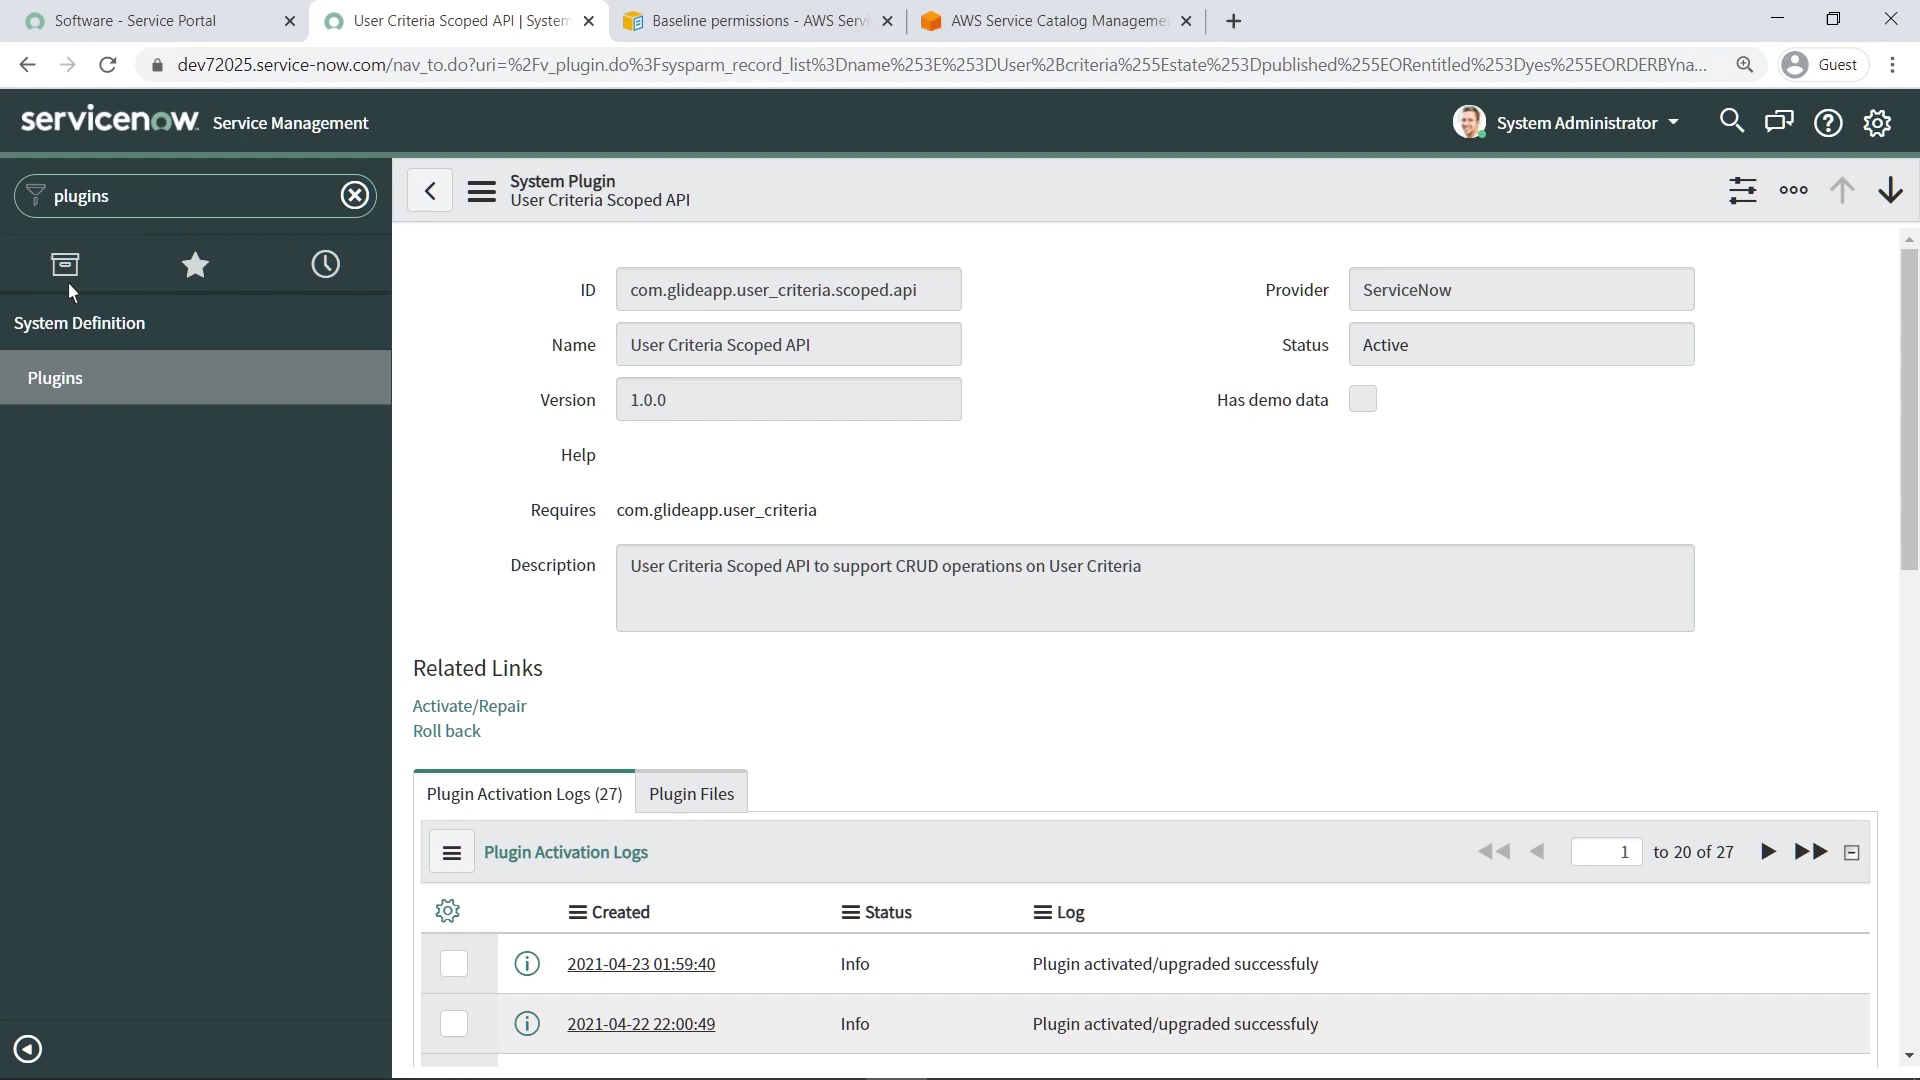 Software - Service Portal
User Criteria Scoped API | System
Baseline permissions - AWS Servi
AWS Service Catalog Manageme
dev72025.service-now.com/nav_to.do?uri=%2Fv_plugin.do%3Fsysparm_record_list%3Dname%253E%253DUser%2Bcriteria%255Estate%253Dpublished%255EORentitled%253Dyes%255EORDERBYna...
Guest
servicenow Service Management
System Administrator
plugins
System Plugin
User Criteria Scoped API
System Definition
Plugins
ID
com.glideapp.user_criteria.scoped.api
Provider
ServiceNow
Name
User Criteria Scoped API
Status
Active
Version
1.0.0
Has demo data
Help
Requires
com.glideapp.user_criteria
Description
User Criteria Scoped API to support CRUD operations on User Criteria
Related Links
Activate/Repair
Roll back
Plugin Activation Logs (27)
Plugin Files
Plugin Activation Logs
1 to 20 of 27
Created
Status
Log
2021-04-23 01:59:40
Info
Plugin activated/upgraded successfuly
2021-04-22 22:00:49
Info
Plugin activated/upgraded successfuly